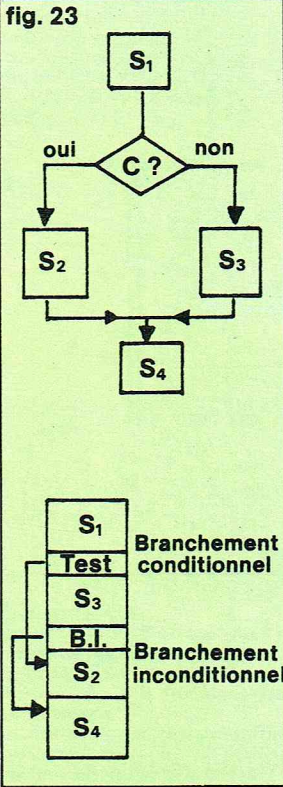 fig. 23
S1
oui
C ?
non
S2
S3
S4
S1
Test
Branchement
conditionnel
S3
B.I.
Branchement
inconditionnel
S2
S4